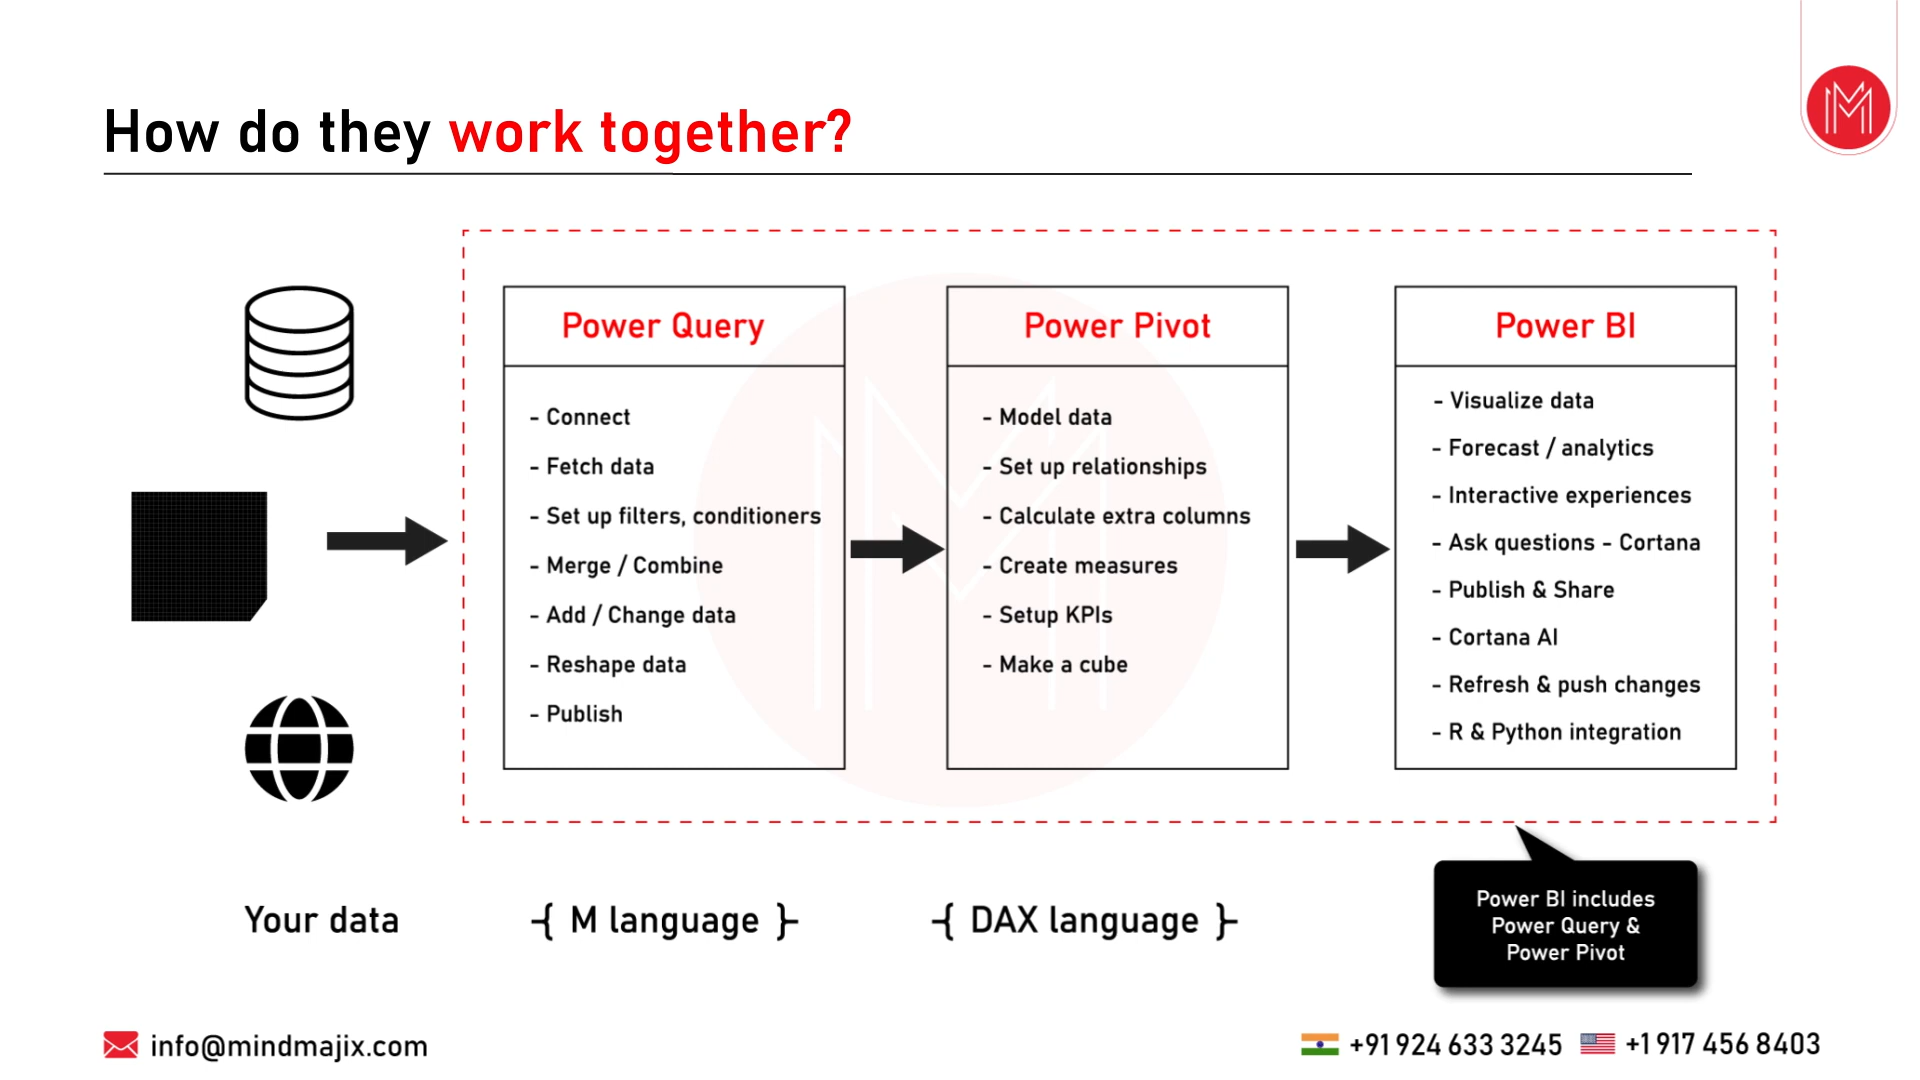 How do they work together?
Power Query
- Connect
- Fetch data
- Set up filters, conditioners
- Merge / Combine
- Add / Change data
- Reshape data
- Publish
Power Pivot
- Model data
- Set up relationships
- Calculate extra columns
- Create measures
- Setup KPIs
- Make a cube
Power BI
- Visualize data
- Forecast / analytics
- Interactive experiences
- Ask questions - Cortana
- Publish & Share
- Cortana AI
- Refresh & push changes
- R & Python integration
Your data
{ M language }
{ DAX language }
Power BI includes
Power Query &
Power Pivot
info@mindmajix.com
+91 924 633 3245
+1 917 456 8403